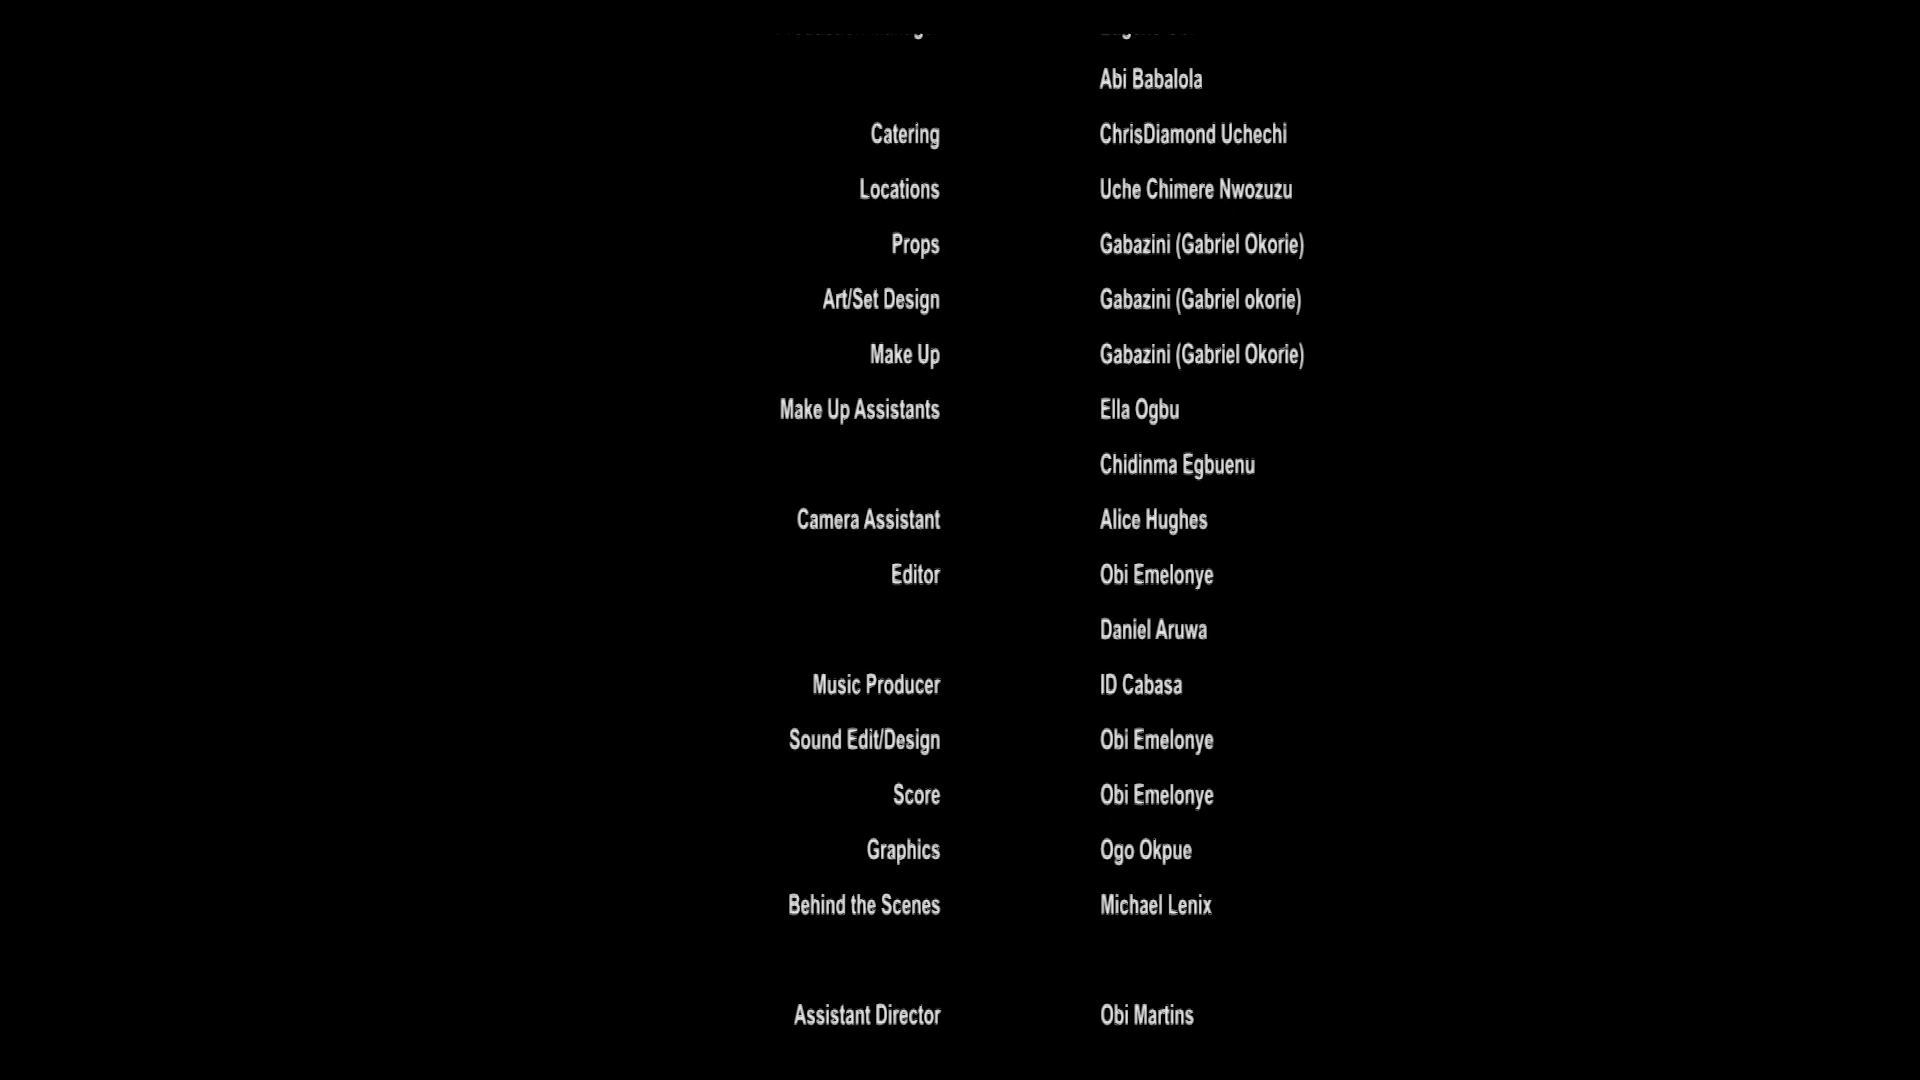 Abi Babalola
Catering ChrisDiamond Uchechi
Locations Uche Chimere Nwozuzu
Props Gabazini (Gabriel Okorie)
Art/Set Design Gabazini (Gabriel okorie)
Make Up Gabazini (Gabriel Okorie)
Make Up Assistants Ella Ogbu
Chidinma Egbuenu
Camera Assistant Alice Hughes
Editor Obi Emelonye
Daniel Aruwa
Music Producer ID Cabasa
Sound Edit/Design Obi Emelonye
Score Obi Emelonye
Graphics Ogo Okpue
Behind the Scenes Michael Lenix
Assistant Director Obi Martins